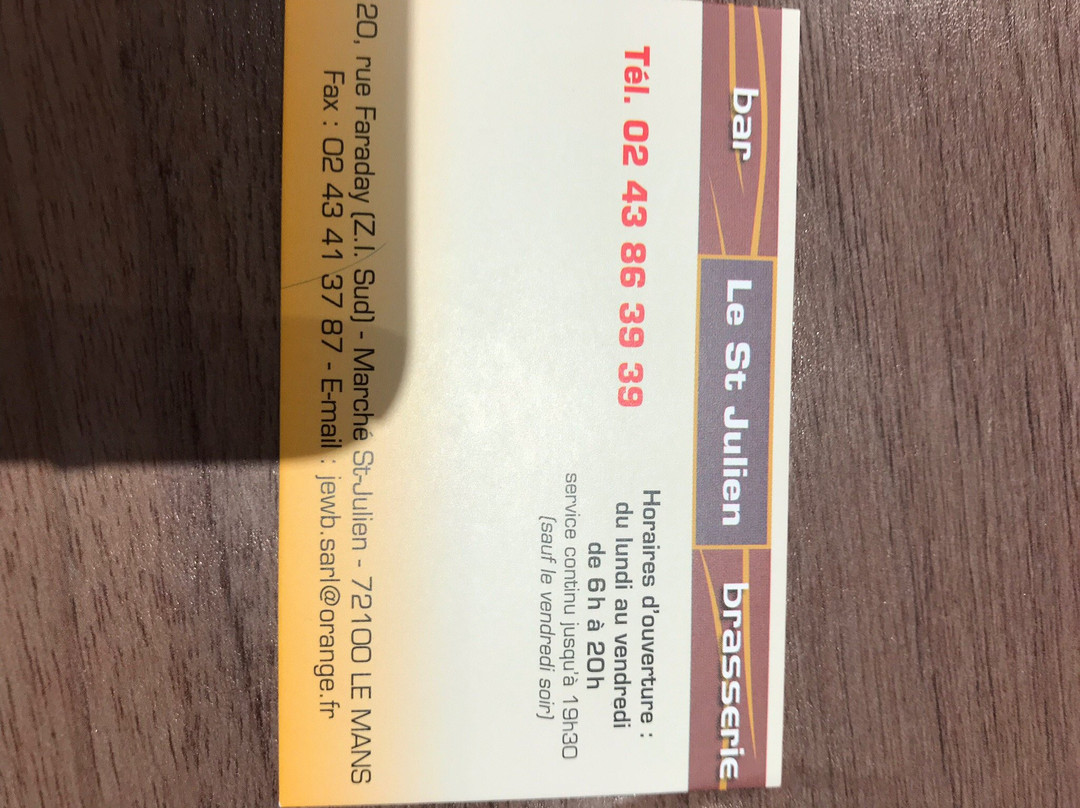 bar Le St Julien brasserie
Tél. 02 43 86 39 39
Horaires d'ouverture :
du lundi au vendredi
de 6h à 20h
service continu jusqu'à 19h30
(sauf le vendredi soir)
20, rue Faraday (Z.I. Sud) - Marché St-Julien - 72100 LE MANS
Fax : 02 43 41 37 87 - E-mail : jewb.sarl@orange.fr